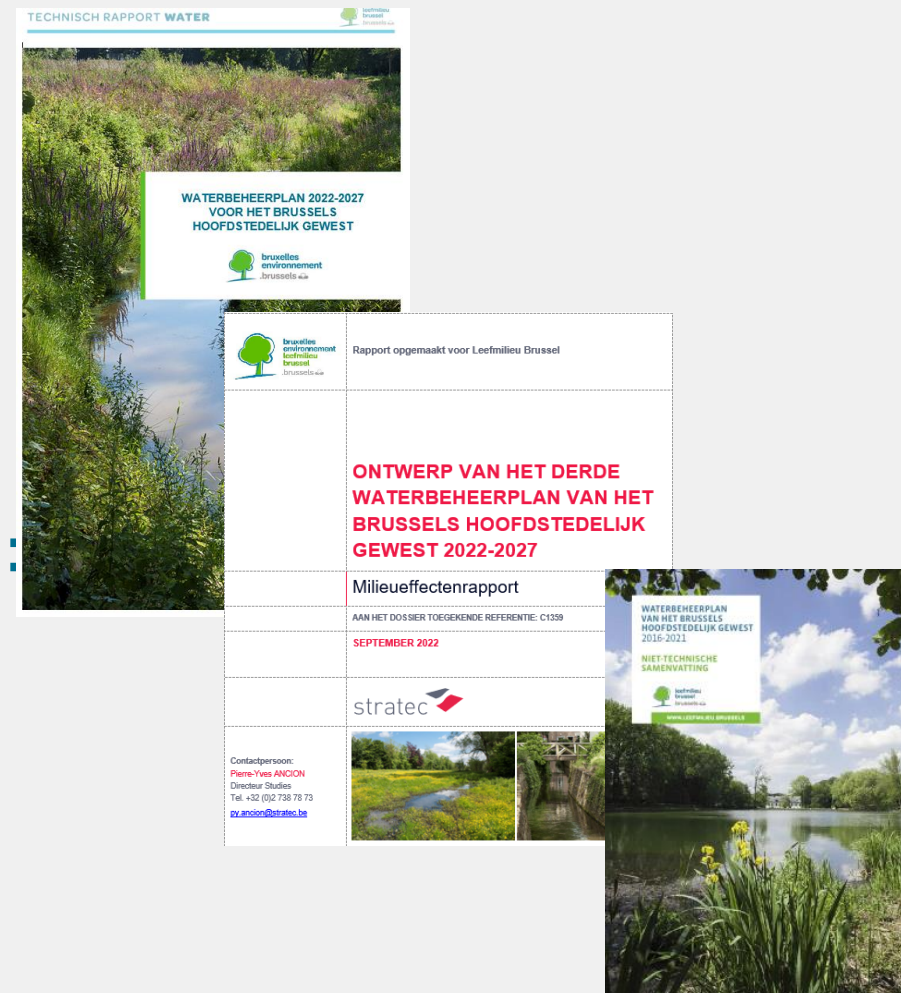 TECHNISCH RAPPORT WATER
leefmilieu
brussel
.brussels
WATERBEHEERPLAN 2022-2027
VOOR HET BRUSSELS
HOOFDSTEDELIJK GEWEST
bruxelles
environnement
.brussels
bruxelles
environnement
leefmilieu
brussel
.brussels
Rapport opgemaakt voor Leefmilieu Brussel
ONTWERP VAN HET DERDE
WATERBEHEERPLAN VAN HET
BRUSSELS HOOFDSTEDELIJK
GEWEST 2022-2027
Milieueffectenrapport
AAN HET DOSSIER TOEGEKENDE REFERENTIE: C1359
SEPTEMBER 2022
stratec
Contactpersoon:
Pierre-Yves ANCION
Directeur Studies
Tel. +32 (0)2 738 78 73
py.ancion@stratec.be
WATERBEHEERPLAN
VAN HET BRUSSELS
HOOFDSTEDELIJK GEWEST
2016-2021
NIET-TECHNISCHE
SAMENVATTING
leefmilieu
brussel
.brussels
WWW.LEEFMILIEU.BRUSSELS